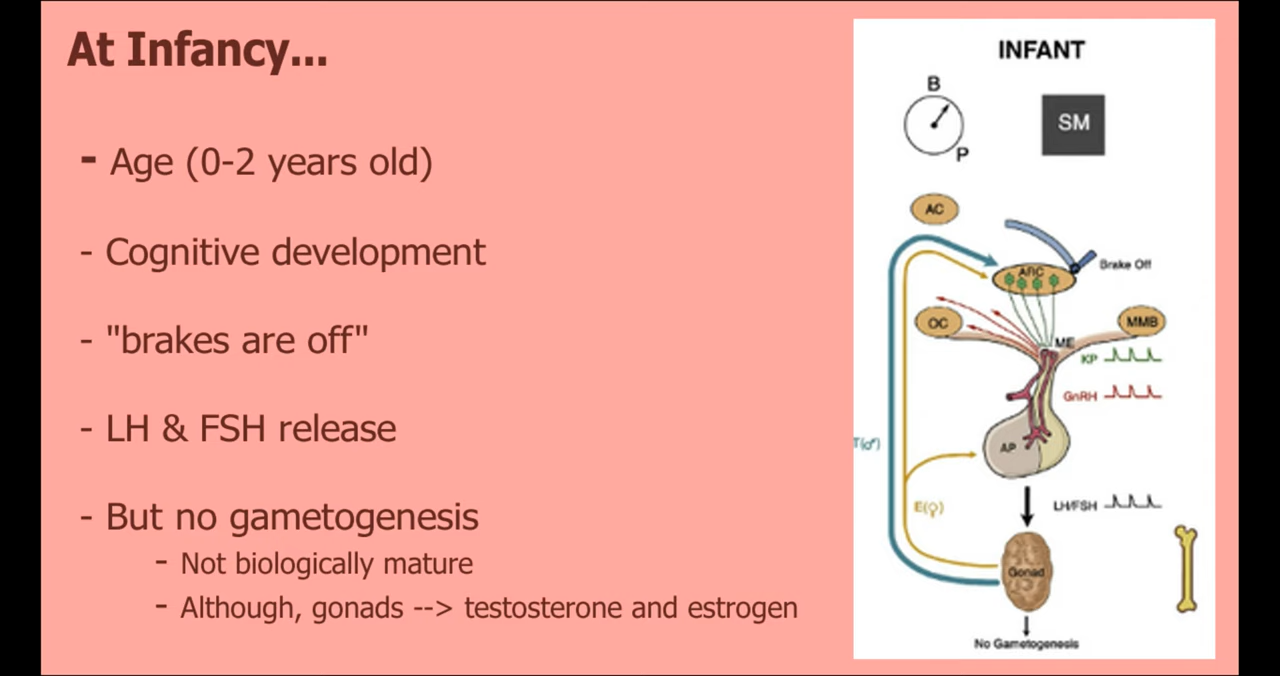 At Infancy...
- Age (0-2 years old)
- Cognitive development
- "brakes are off"
- LH & FSH release
- But no gametogenesis
- Not biologically mature
- Although, gonads --> testosterone and estrogen
INFANT
B
P
SM
AC
ARC
Brake Off
OC
MMB
ME
KP
GnRH
AP
T(♂)
E(♀)
LH/FSH
Gonad
No Gametogenesis